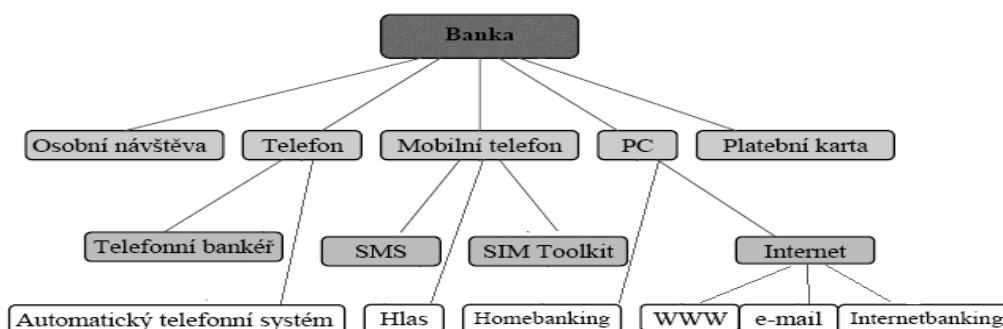 Banka
Osobní návštěva Telefon Mobilní telefon PC Platební karta
Telefonní bankéř SMS SIM Toolkit Internet
Automatický telefonní systém Hlas Homebanking WWW e-mail Internetbanking